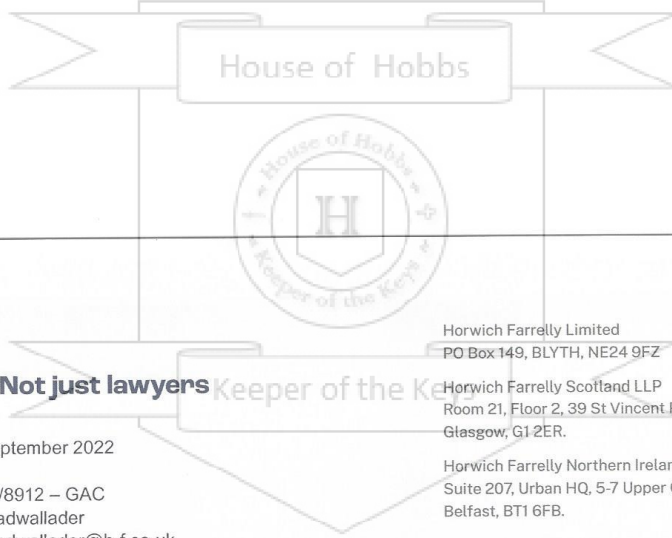 House of Hobbs
House of Hobbs
H
Keeper of the Keys
Not just lawyers
Keeper of the Keys
Horwich Farrelly Limited
PO Box 149, BLYTH, NE24 9FZ
Horwich Farrelly Scotland LLP
Room 21, Floor 2, 39 St Vincent
Glasgow, G1 2ER.
Horwich Farrelly Northern
Suite 207, Urban HQ, 5-7 Upper
Belfast, BT1 6FB.
ptember 2022
/8912 – GAC
adwallader